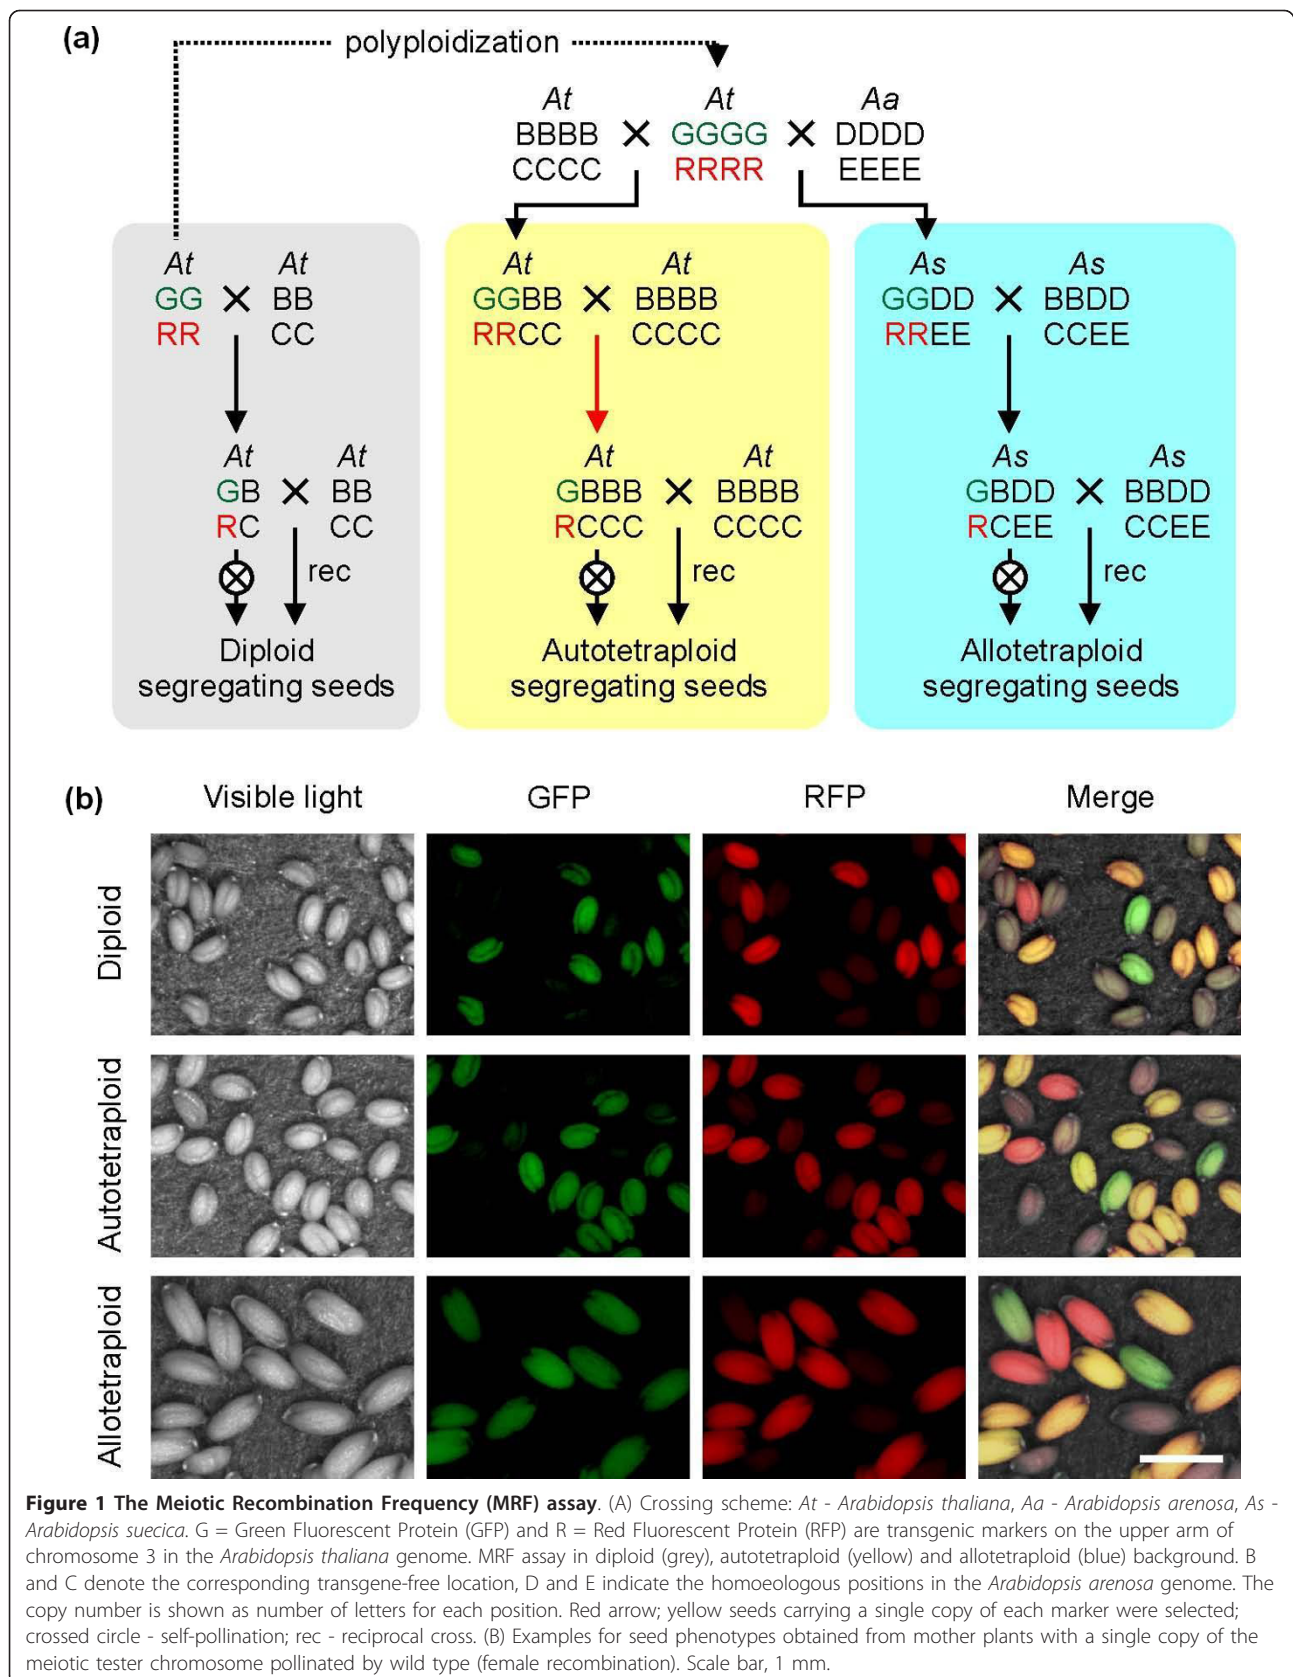 (a)
polyploidization
At At Aa
BBBB × GGGG × DDDD
CCCC RRRR EEEE
At At At At As As
GG × BB GGBB × BBBB GGDD × BBDD
RR CC RRCC CCCC RREE CCEE
At At At At As As
GB × BB GBBB × BBBB GBDD × BBDD
RC CC RCCC CCCC RCEE CCEE
rec rec rec
Diploid Autotetraploid Allotetraploid
segregating seeds segregating seeds segregating seeds
(b) Visible light GFP RFP Merge
Diploid
Autotetraploid
Allotetraploid
Figure 1 The Meiotic Recombination Frequency (MRF) assay. (A) Crossing scheme: At - Arabidopsis thaliana, Aa - Arabidopsis arenosa, As -
Arabidopsis suecica. G = Green Fluorescent Protein (GFP) and R = Red Fluorescent Protein (RFP) are transgenic markers on the upper arm of
chromosome 3 in the Arabidopsis thaliana genome. MRF assay in diploid (grey), autotetraploid (yellow) and allotetraploid (blue) background. B
and C denote the corresponding transgene-free location, D and E indicate the homoeologous positions in the Arabidopsis arenosa genome. The
copy number is shown as number of letters for each position. Red arrow; yellow seeds carrying a single copy of each marker were selected;
crossed circle - self-pollination; rec - reciprocal cross. (B) Examples for seed phenotypes obtained from mother plants with a single copy of the
meiotic tester chromosome pollinated by wild type (female recombination). Scale bar, 1 mm.